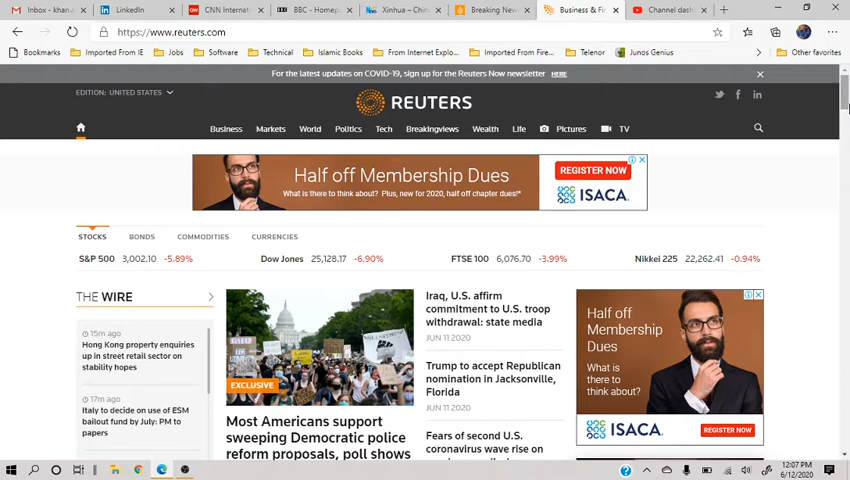 Inbox - khan.a
LinkedIn
CNN Internati
BBC - Homep
Xinhua – Chin
Breaking New
Business & Fi
Channel dash
https://www.reuters.com
Bookmarks
Imported From IE
Jobs
Software
Technical
Islamic Books
From Internet Explo...
Imported From Fire...
Telenor
Junos Genius
Other favorites
For the latest updates on COVID-19, sign up for the Reuters Now newsletter HERE
EDITION: UNITED STATES
REUTERS
Business Markets World Politics Tech Breakingviews Wealth Life Pictures TV
Half off Membership Dues
What is there to think about? Plus, new for 2020, half off chapter dues!*
REGISTER NOW
ISACA.
STOCKS BONDS COMMODITIES CURRENCIES
S&P 500 3,002.10 -5.89% Dow Jones 25,128.17 -6.90% FTSE 100 6,076.70 -3.99% Nikkei 225 22,262.41 -0.94%
THE WIRE
15m ago
Hong Kong property enquiries
up in street retail sector on
stability hopes
17m ago
Italy to decide on use of ESM
bailout fund by July: PM to
papers
EXCLUSIVE
Most Americans support
sweeping Democratic police
reform proposals, poll shows
Iraq, U.S. affirm
commitment to U.S. troop
withdrawal: state media
JUN 11 2020
Trump to accept Republican
nomination in Jacksonville,
Florida
JUN 11 2020
Fears of second U.S.
coronavirus wave rise on
Half off
Membership
Dues
What is
there to
think about?
ISACA.
REGISTER NOW
12:07 PM
6/12/2020